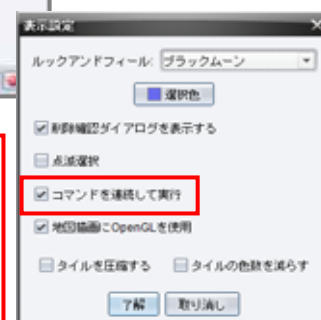 表示設定
ルックアンドフィール: ブラックムーン
選択色
削除確認ダイアログを表示する
点滅選択
コマンドを連続して実行
地図描画にOpenGLを使用
タイルを圧縮する タイルの色数を減らす
了解 取り消し